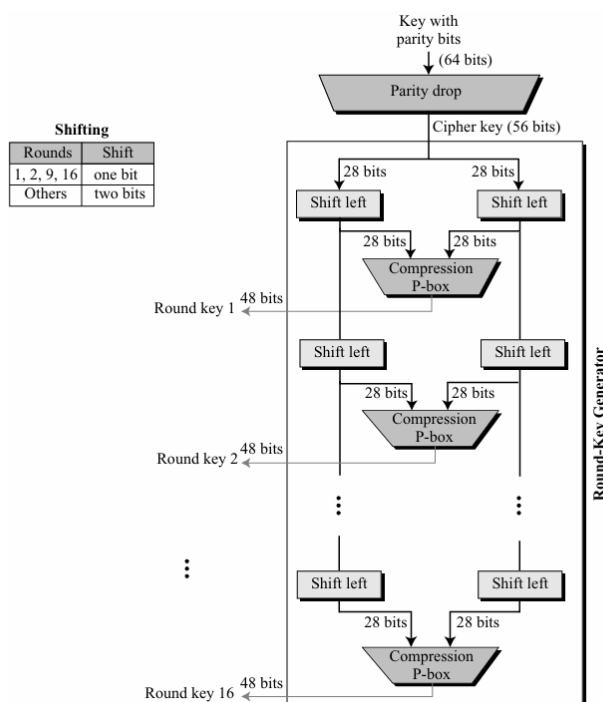 Key with
parity bits
(64 bits)
Parity drop
Cipher key (56 bits)
Shifting
Rounds Shift
1, 2, 9, 16 one bit
Others two bits
28 bits 28 bits
Shift left Shift left
28 bits 28 bits
Compression
P-box
48 bits
Round key 1
Shift left Shift left
28 bits 28 bits
Compression
P-box
48 bits
Round key 2
Shift left Shift left
28 bits 28 bits
Compression
P-box
48 bits
Round key 16
Round-Key Generator